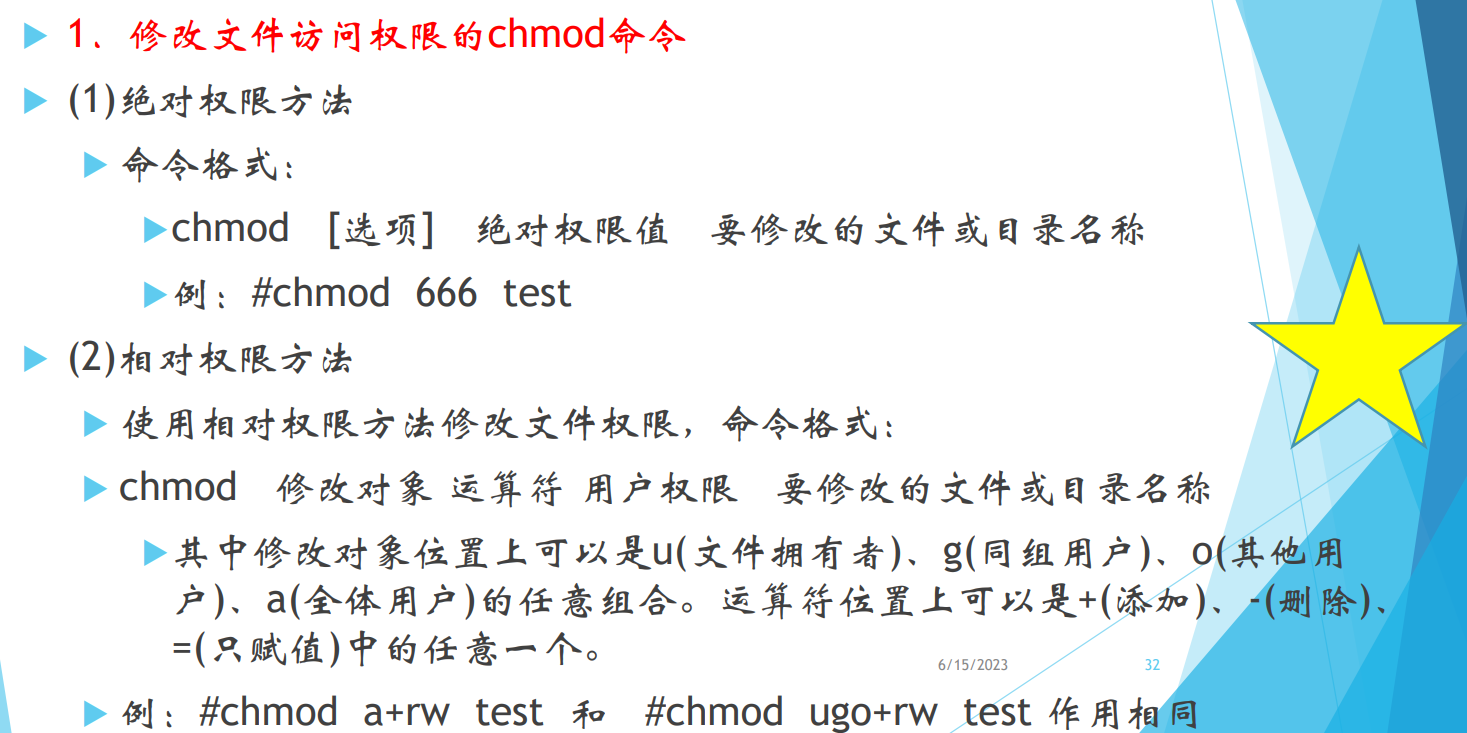 1. 修改文件访问权限的chmod命令
(1)绝对权限方法
命令格式:
chmod [选项] 绝对权限值 要修改的文件或目录名称
例: #chmod 666 test
(2)相对权限方法
使用相对权限方法修改文件权限，命令格式:
chmod 修改对象 运算符 用户权限 要修改的文件或目录名称
其中修改对象位置上可以是u(文件拥有者)、g(同组用户)、o(其他用
户)、a(全体用户)的任意组合。运算符位置上可以是+(添加)、-(删除)、
=(只赋值)中的任意一个。
6/15/2023 32
例: #chmod a+rw test 和 #chmod ugo+rw test 作用相同